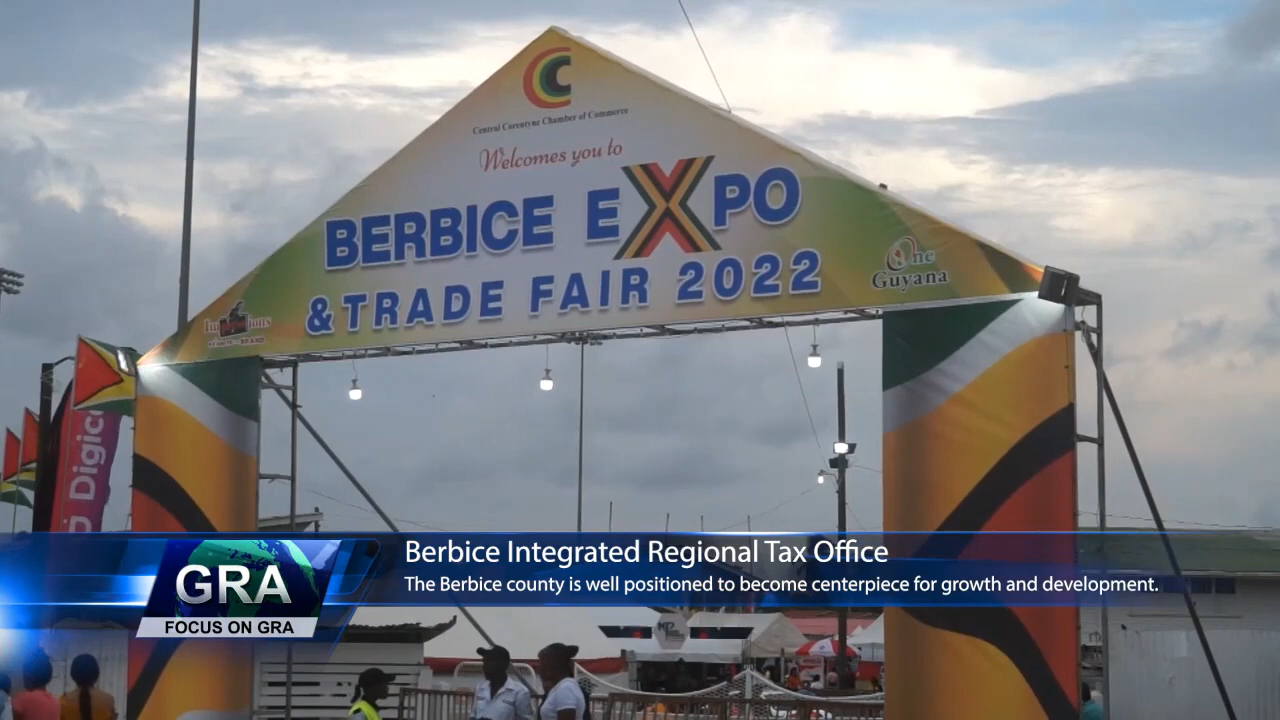 Central Corentyne Chamber of Commerce
Welcomes you to
BERBICE EXPO
& TRADE FAIR 2022
One
Guyana
Digice
Berbice Integrated Regional Tax Office
The Berbice county is well positioned to become centerpiece for growth and development.
GRA
FOCUS ON GRA